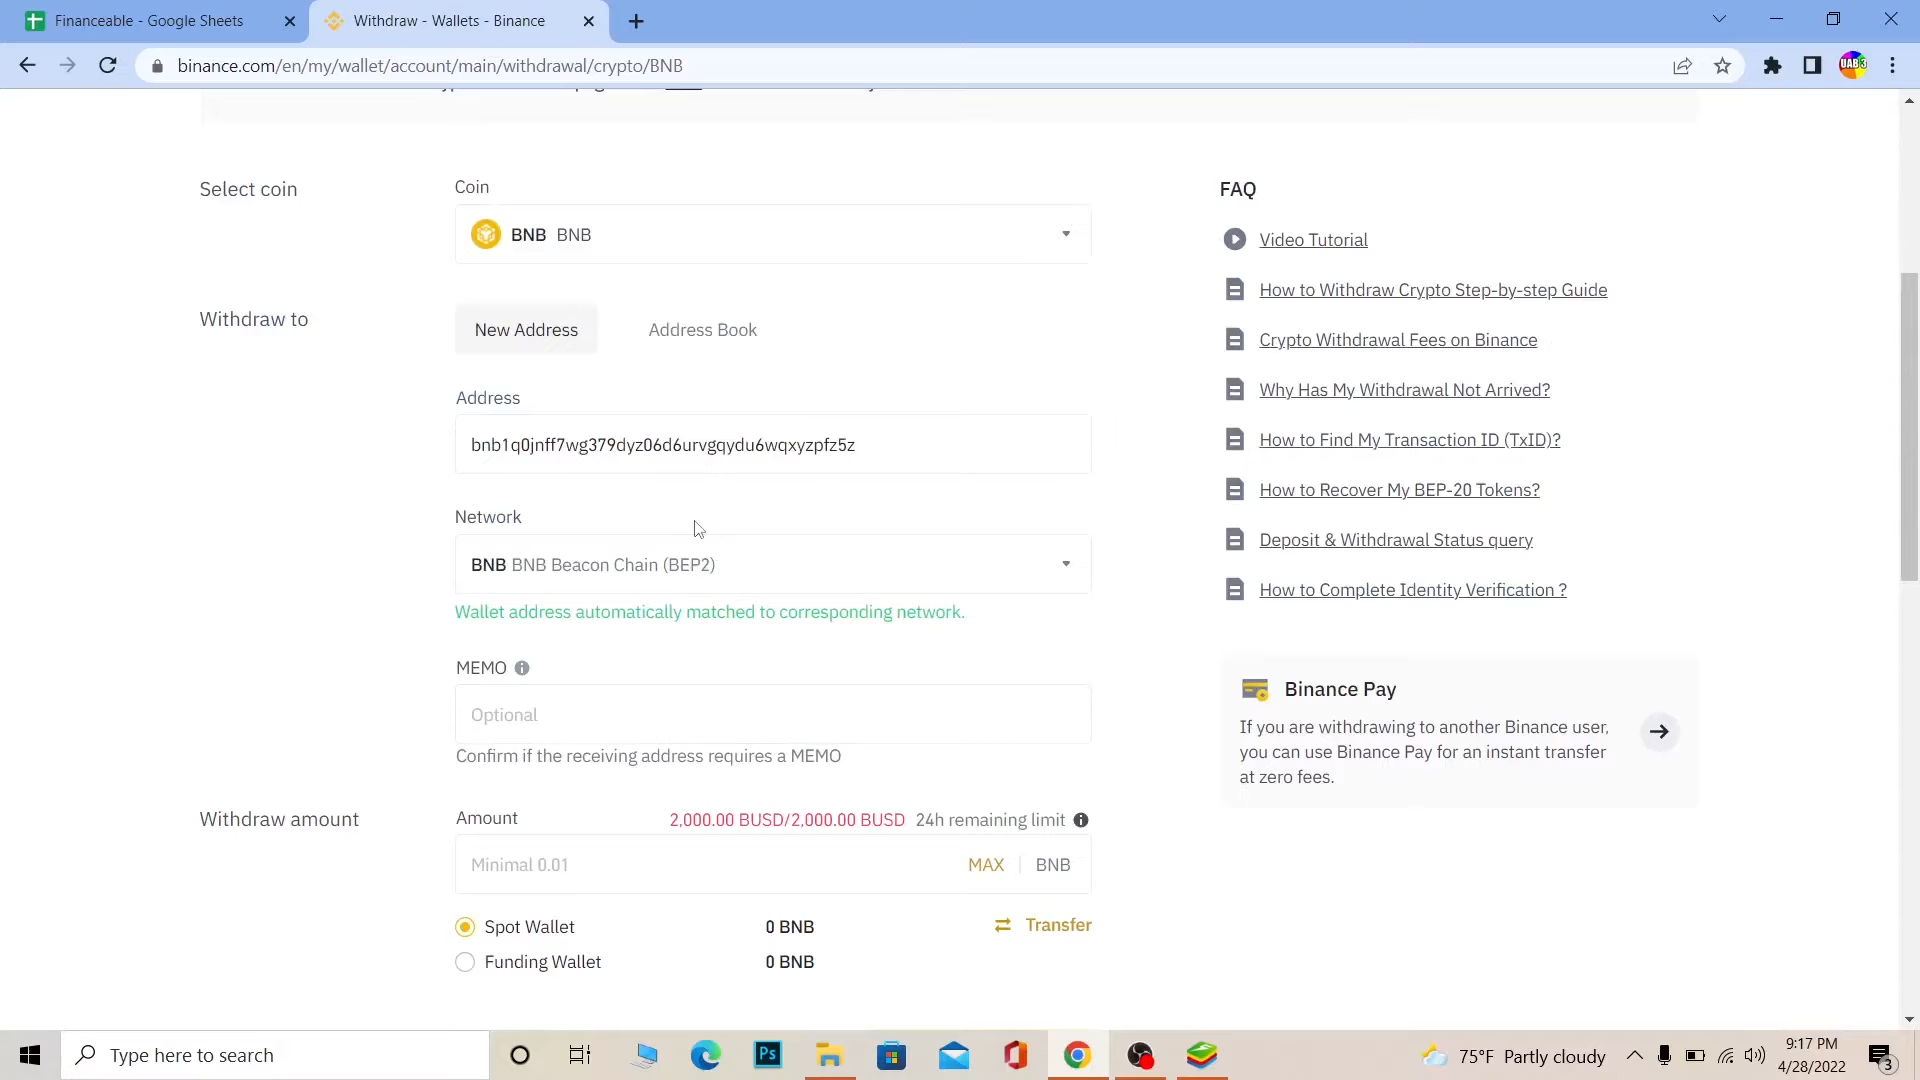 Financeable - Google Sheets
Withdraw - Wallets - Binance
binance.com/en/my/wallet/account/main/withdrawal/crypto/BNB
UAB 3
Select coin
Coin
BNB BNB
Withdraw to
New Address
Address Book
Address
bnb1q0jnff7wg379dyz06d6urvgqydu6wqxyzpfz5z
Network
BNB BNB Beacon Chain (BEP2)
Wallet address automatically matched to corresponding network.
MEMO
Optional
Confirm if the receiving address requires a MEMO
Withdraw amount
Amount
2,000.00 BUSD/2,000.00 BUSD 24h remaining limit
Minimal 0.01
MAX
BNB
Spot Wallet
0 BNB
Transfer
Funding Wallet
0 BNB
FAQ
Video Tutorial
How to Withdraw Crypto Step-by-step Guide
Crypto Withdrawal Fees on Binance
Why Has My Withdrawal Not Arrived?
How to Find My Transaction ID (TxID)?
How to Recover My BEP-20 Tokens?
Deposit & Withdrawal Status query
How to Complete Identity Verification ?
Binance Pay
If you are withdrawing to another Binance user,
you can use Binance Pay for an instant transfer
at zero fees.
Type here to search
Ps
75°F Partly cloudy
9:17 PM
4/28/2022
3